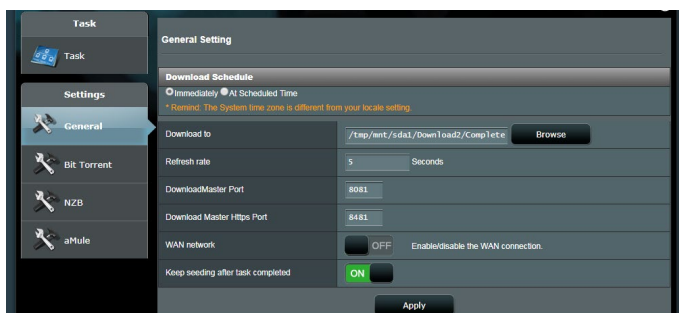 Task
Task
Settings
General
Bit Torrent
NZB
aMule
General Setting
Download Schedule
Immediately At Scheduled Time
* Remind: The System time zone is different from your locale setting.
Download to /tmp/mnt/sda1/Download2/Complete Browse
Refresh rate 5 Seconds
DownloadMaster Port 8081
Download Master Https Port 8481
WAN network OFF Enable/disable the WAN connection.
Keep seeding after task completed ON
Apply